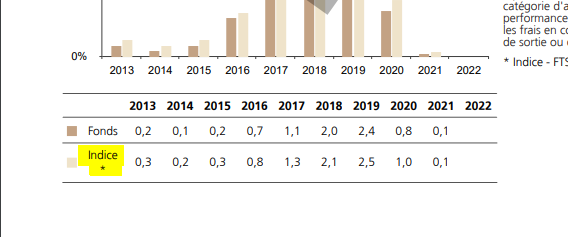 catégorie d'a
performance
les frais en co
de sortie ou
* Indice - FTS
0%
2013 2014 2015 2016 2017 2018 2019 2020 2021 2022
2013 2014 2015 2016 2017 2018 2019 2020 2021 2022
Fonds 0,2 0,1 0,2 0,7 1,1 2,0 2,4 0,8 0,1
Indice 0,3 0,2 0,3 0,8 1,3 2,1 2,5 1,0 0,1
*